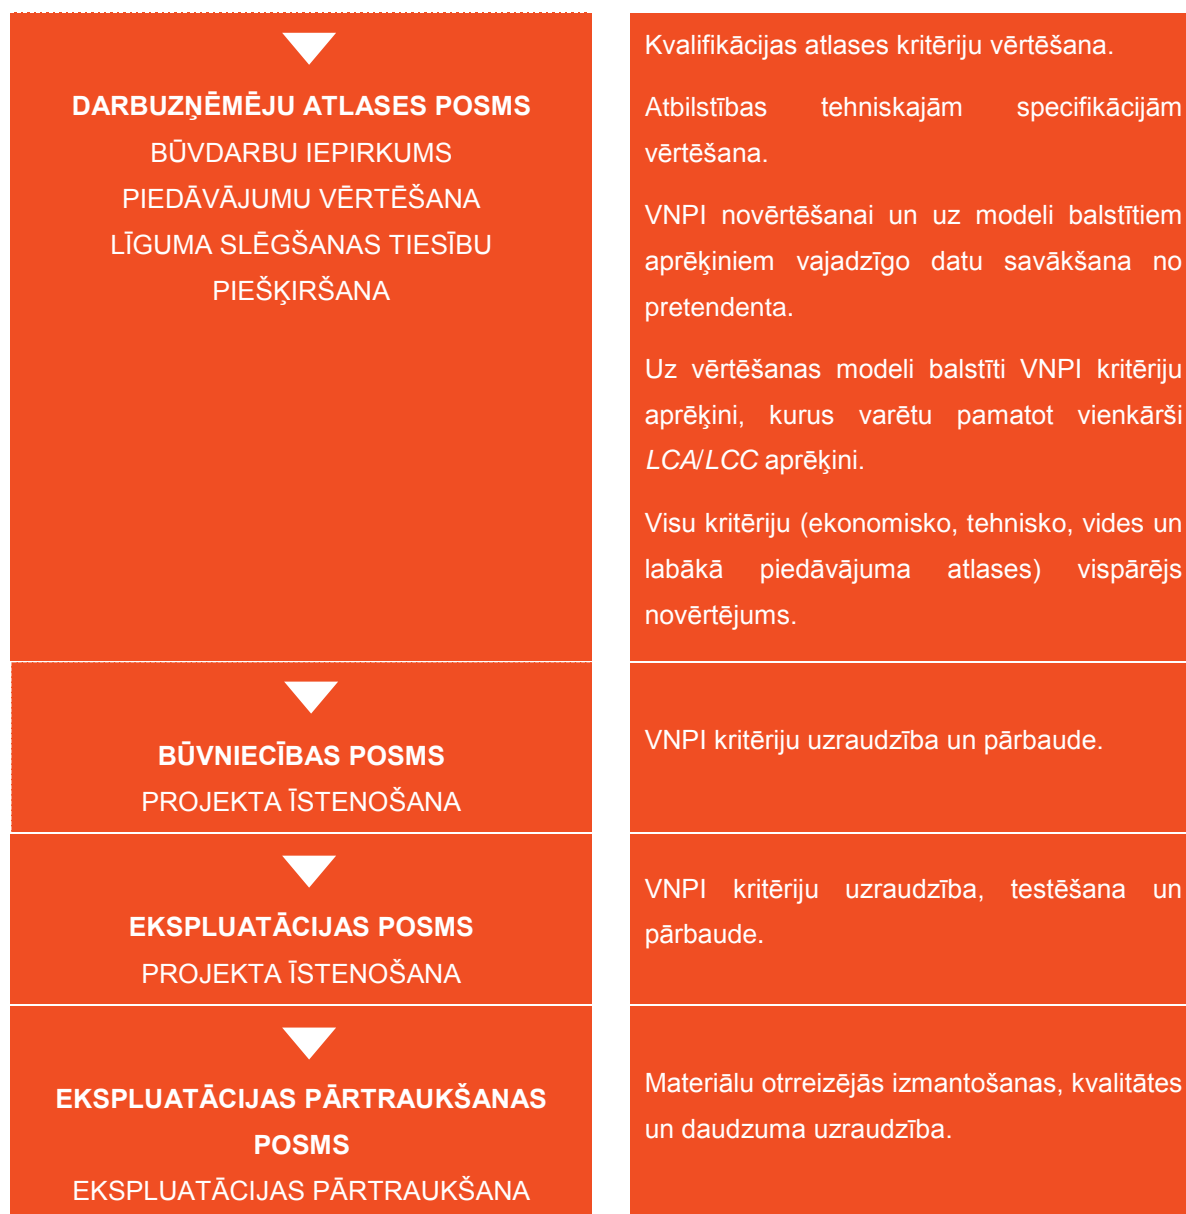 DARBUZŅĒMĒJU ATLASES POSMS
BŪVDARBU IEPIRKUMS
PIEDĀVĀJUMU VĒRTĒŠANA
LĪGUMA SLĒGŠANAS TIESĪBU
PIEŠĶIRŠANA
Kvalifikācijas atlases kritēriju vērtēšana.
Atbilstības tehniskajām specifikācijām
vērtēšana.
VNPI novērtēšanai un uz modeli balstītiem
aprēķiniem vajadzīgo datu savākšana no
pretendenta.
Uz vērtēšanas modeli balstīti VNPI kritēriju
aprēķini, kurus varētu pamatot vienkārši
LCA/LCC aprēķini.
Visu kritēriju (ekonomisko, tehnisko, vides un
labākā piedāvājuma atlases) vispārējs
novērtējums.
BŪVNIECĪBAS POSMS
PROJEKTA ĪSTENOŠANA
VNPI kritēriju uzraudzība un pārbaude.
EKSPLUATĀCIJAS POSMS
PROJEKTA ĪSTENOŠANA
VNPI kritēriju uzraudzība, testēšana un
pārbaude.
EKSPLUATĀCIJAS PĀRTRAUKŠANAS
POSMS
EKSPLUATĀCIJAS PĀRTRAUKŠANA
Materiālu otrreizējās izmantošanas, kvalitātes
un daudzuma uzraudzība.